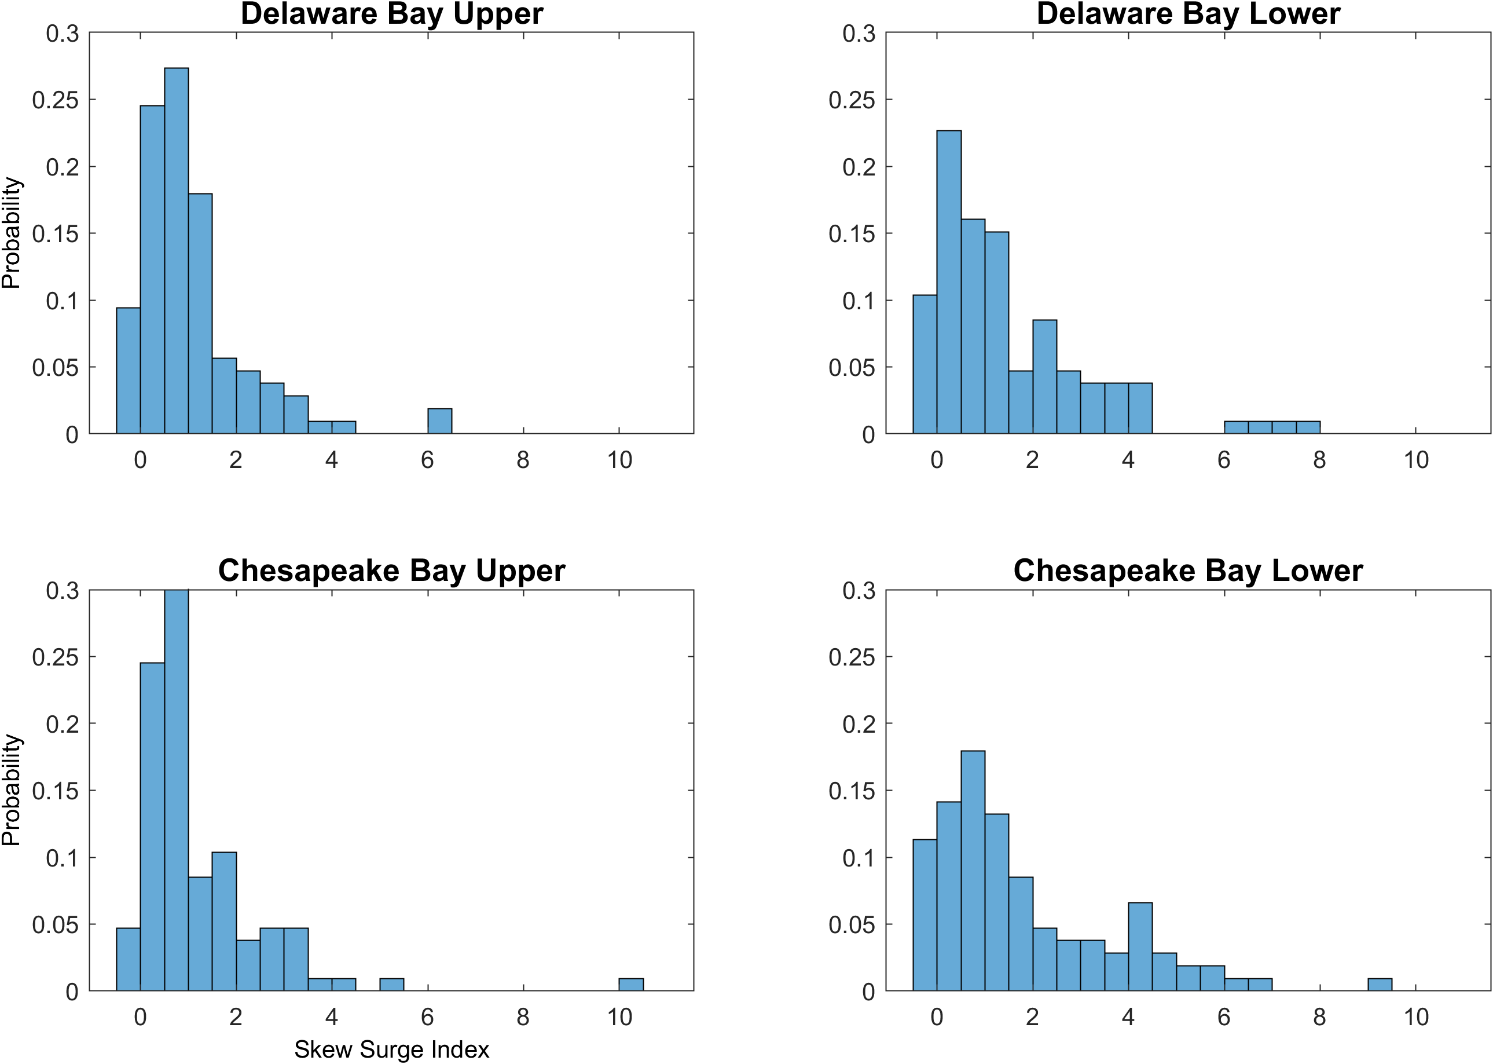 Delaware Bay Upper
0.3
0.25
0.2
0.15
0.1
0.05
0
Probability
0 2 4 6 8 10
Delaware Bay Lower
0.3
0.25
0.2
0.15
0.1
0.05
0
0 2 4 6 8 10
Chesapeake Bay Upper
0.3
0.25
0.2
0.15
0.1
0.05
0
Probability
0 2 4 6 8 10
Skew Surge Index
Chesapeake Bay Lower
0.3
0.25
0.2
0.15
0.1
0.05
0
0 2 4 6 8 10